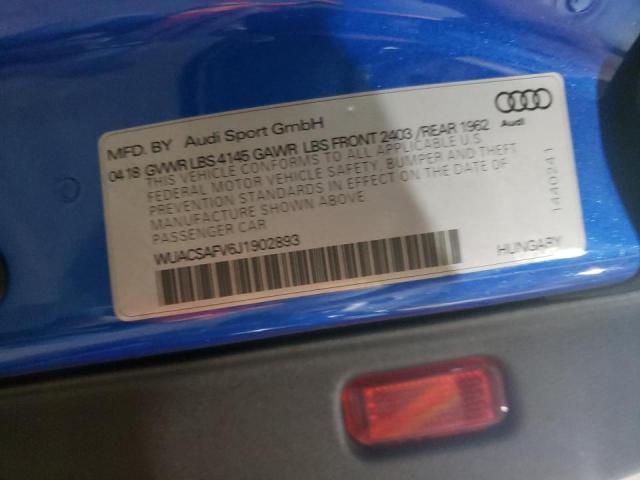 MFD. BY Audi Sport GmbH
Audi
04 18 GVWR LBS 4145 GAWR LBS FRONT 2403 /REAR 1962
THIS VEHICLE CONFORMS TO ALL APPLICABLE U.S.
FEDERAL MOTOR VEHICLE SAFETY, BUMPER AND THEFT
PREVENTION STANDARDS IN EFFECT ON THE DATE OF
MANUFACTURE SHOWN ABOVE
PASSENGER CAR
WUACSAFV6J1902893
HUNGARY
1440241